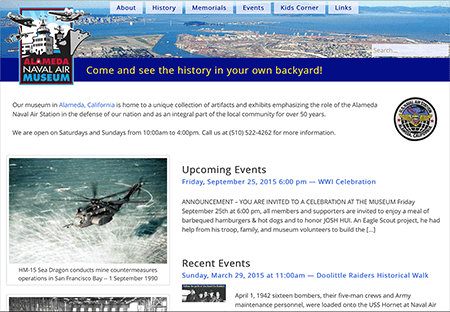 About
History
Memorials
Events
Kids Corner
Links
ALAMEDA
NAVAL AIR
MUSEUM
Search...
Come and see the history in your own backyard!
Our museum in Alameda, California is home to a unique collection of artifacts and exhibits emphasizing the role of the Alameda
Naval Air Station in the defense of our nation and as an integral part of the local community for over 50 years.
We are open on Saturdays and Sundays from 10:00am to 4:00pm. Call us at (510) 522-4262 for more information.
HM-15 Sea Dragon conducts mine countermeasures
operations in San Francisco Bay -- 1 September 1990
Upcoming Events
Friday, September 25, 2015 6:00 pm — WWI Celebration
ANNOUNCEMENT – YOU ARE INVITED TO A CELEBRATION AT THE MUSEUM Friday
September 25th at 6:00 pm, all members and supporters are invited to enjoy a meal of
barbequed hamburgers & hot dogs and to honor JOSH HUI. An Eagle Scout project, he had
help from his troop, family, and museum volunteers to build the [...]
Recent Events
Sunday, March 29, 2015 at 11:00am — Doolittle Raiders Historical Walk
April 1, 1942 sixteen bombers, their five-man crews and Army
maintenance personnel, were loaded onto the USS Hornet at Naval Air